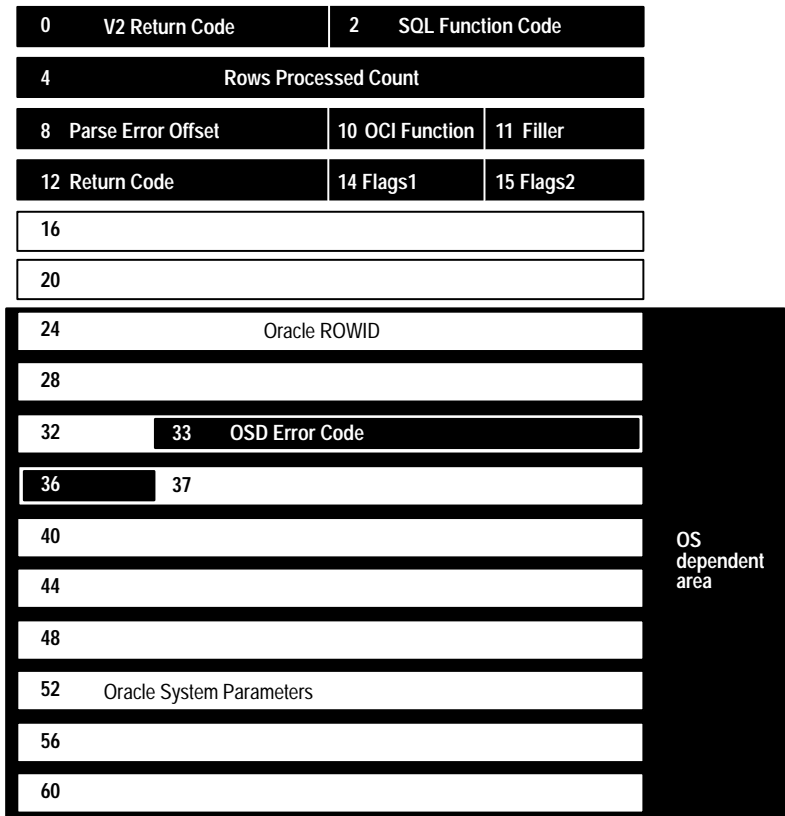 0 V2 Return Code 2 SQL Function Code
4 Rows Processed Count
8 Parse Error Offset 10 OCI Function 11 Filler
12 Return Code 14 Flags1 15 Flags2
16
20
24 Oracle ROWID
28
32 33 OSD Error Code
36 37
40
44
48
52 Oracle System Parameters
56
60
OS
dependent
area